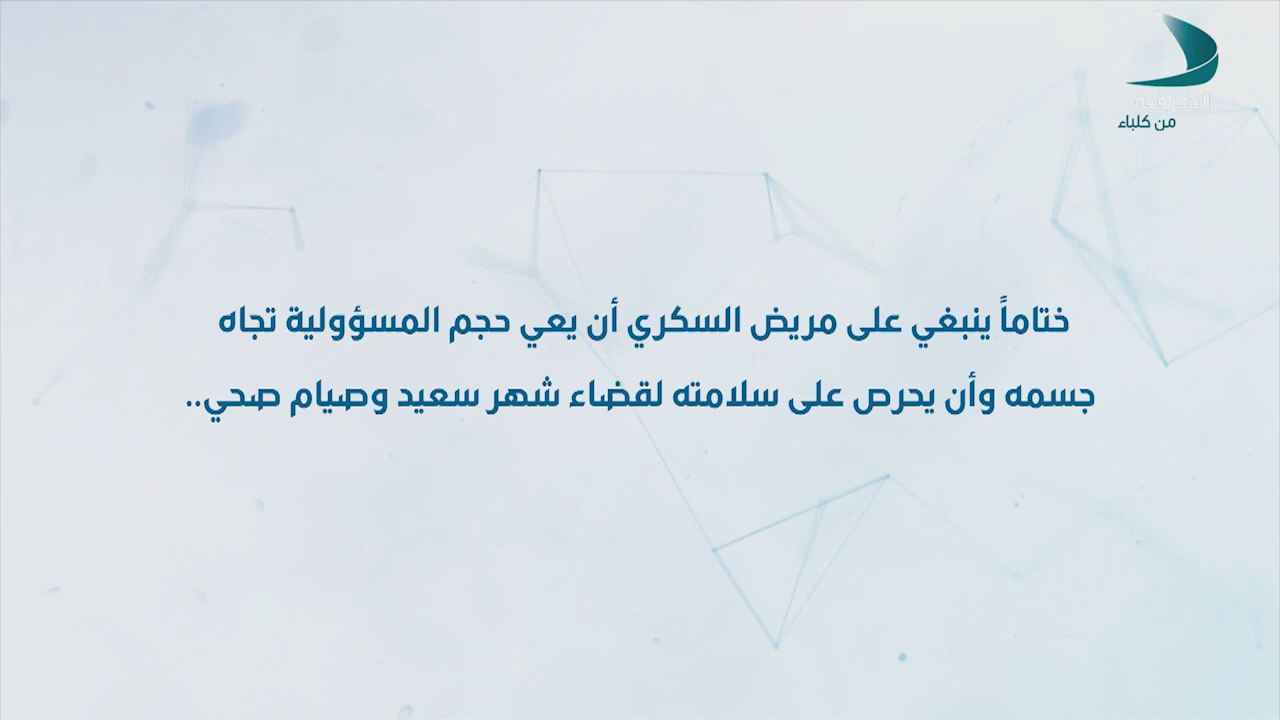 الشرقية
من كلباء
ختاماً ينبغي على مريض السكري أن يعي حجم المسؤولية تجاه
جسمه وأن يحرص على سلامته لقضاء شهر سعيد وصيام صحي..